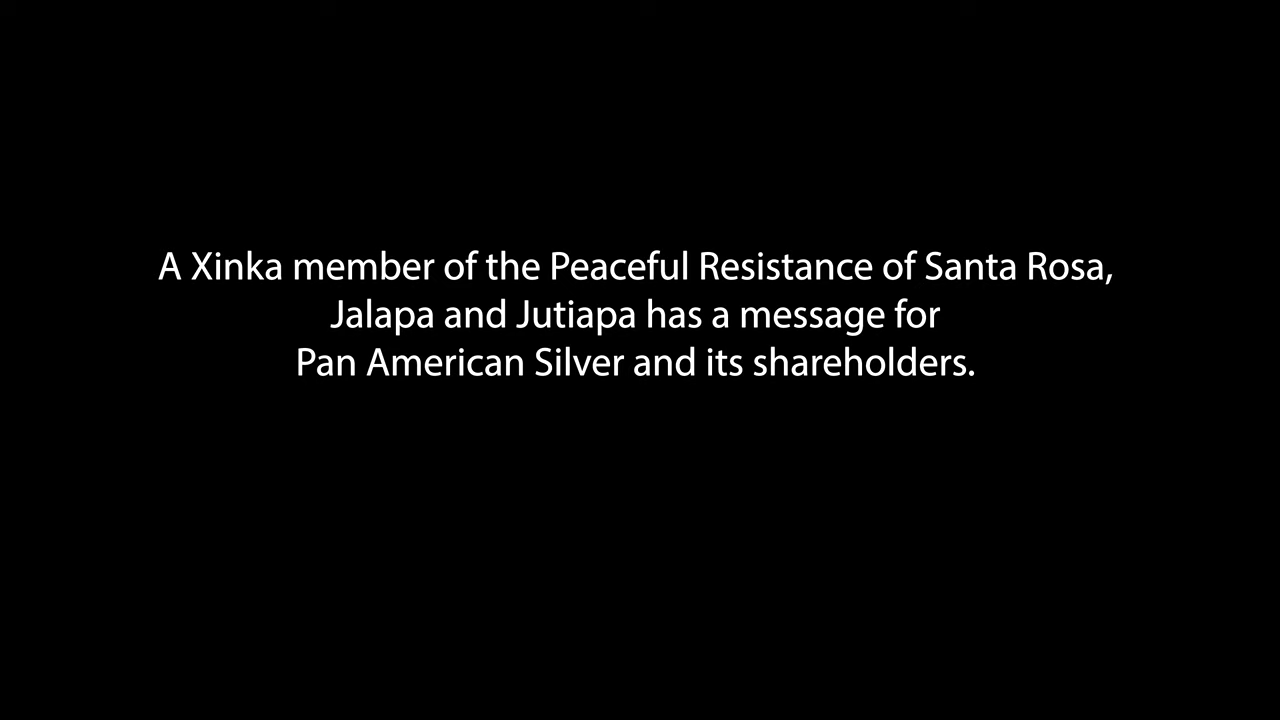 A Xinka member of the Peaceful Resistance of Santa Rosa,
Jalapa and Jutiapa has a message for
Pan American Silver and its shareholders.